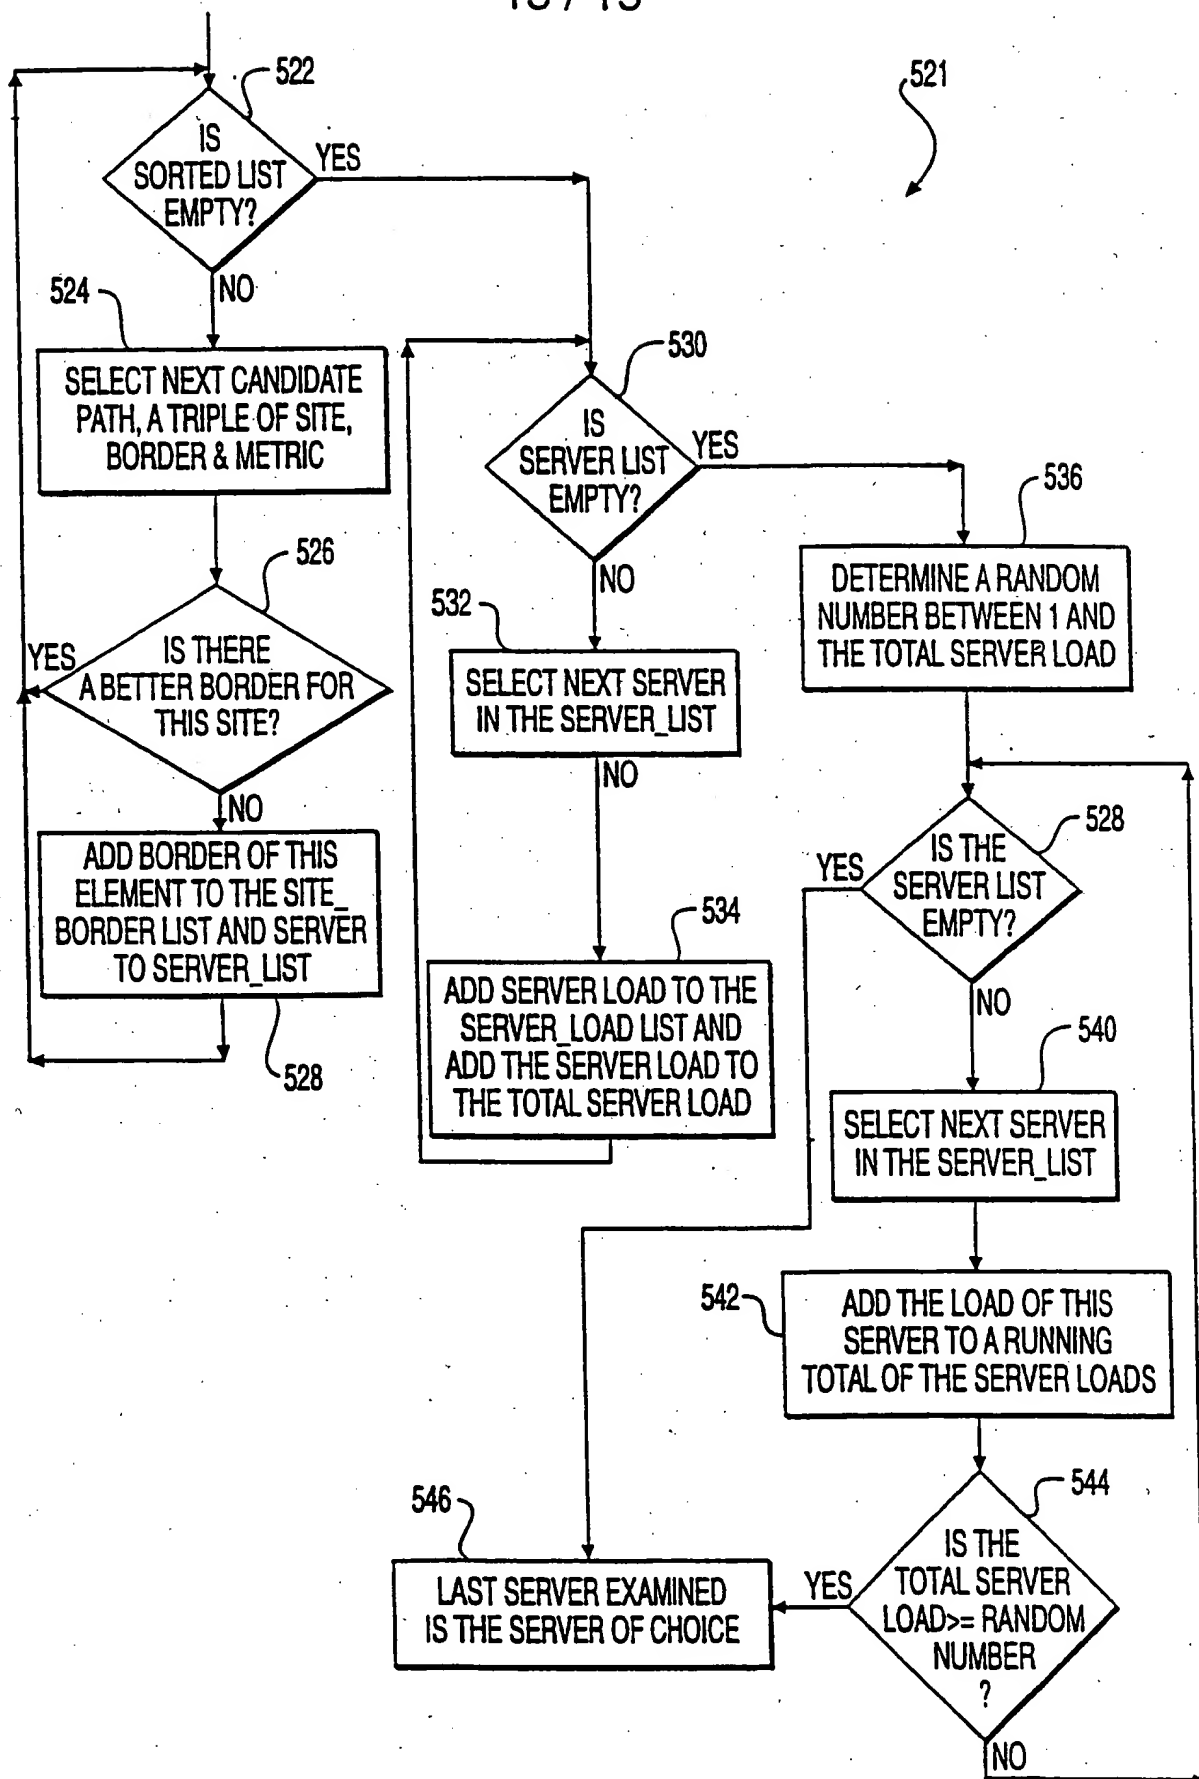 13 / 13
521
522
IS
SORTED LIST
EMPTY?
YES
NO
524
SELECT NEXT CANDIDATE
PATH, A TRIPLE OF SITE,
BORDER & METRIC
526
IS THERE
A BETTER BORDER FOR
THIS SITE?
YES
NO
ADD BORDER OF THIS
ELEMENT TO THE SITE_
BORDER LIST AND SERVER
TO SERVER_LIST
528
530
IS
SERVER LIST
EMPTY?
YES
NO
532
SELECT NEXT SERVER
IN THE SERVER_LIST
NO
534
ADD SERVER LOAD TO THE
SERVER_LOAD LIST AND
ADD THE SERVER LOAD TO
THE TOTAL SERVER LOAD
536
DETERMINE A RANDOM
NUMBER BETWEEN 1 AND
THE TOTAL SERVER LOAD
528
IS THE
SERVER LIST
EMPTY?
YES
NO
540
SELECT NEXT SERVER
IN THE SERVER_LIST
542
ADD THE LOAD OF THIS
SERVER TO A RUNNING
TOTAL OF THE SERVER LOADS
544
IS THE
TOTAL SERVER
LOAD>= RANDOM
NUMBER
?
YES
NO
546
LAST SERVER EXAMINED
IS THE SERVER OF CHOICE